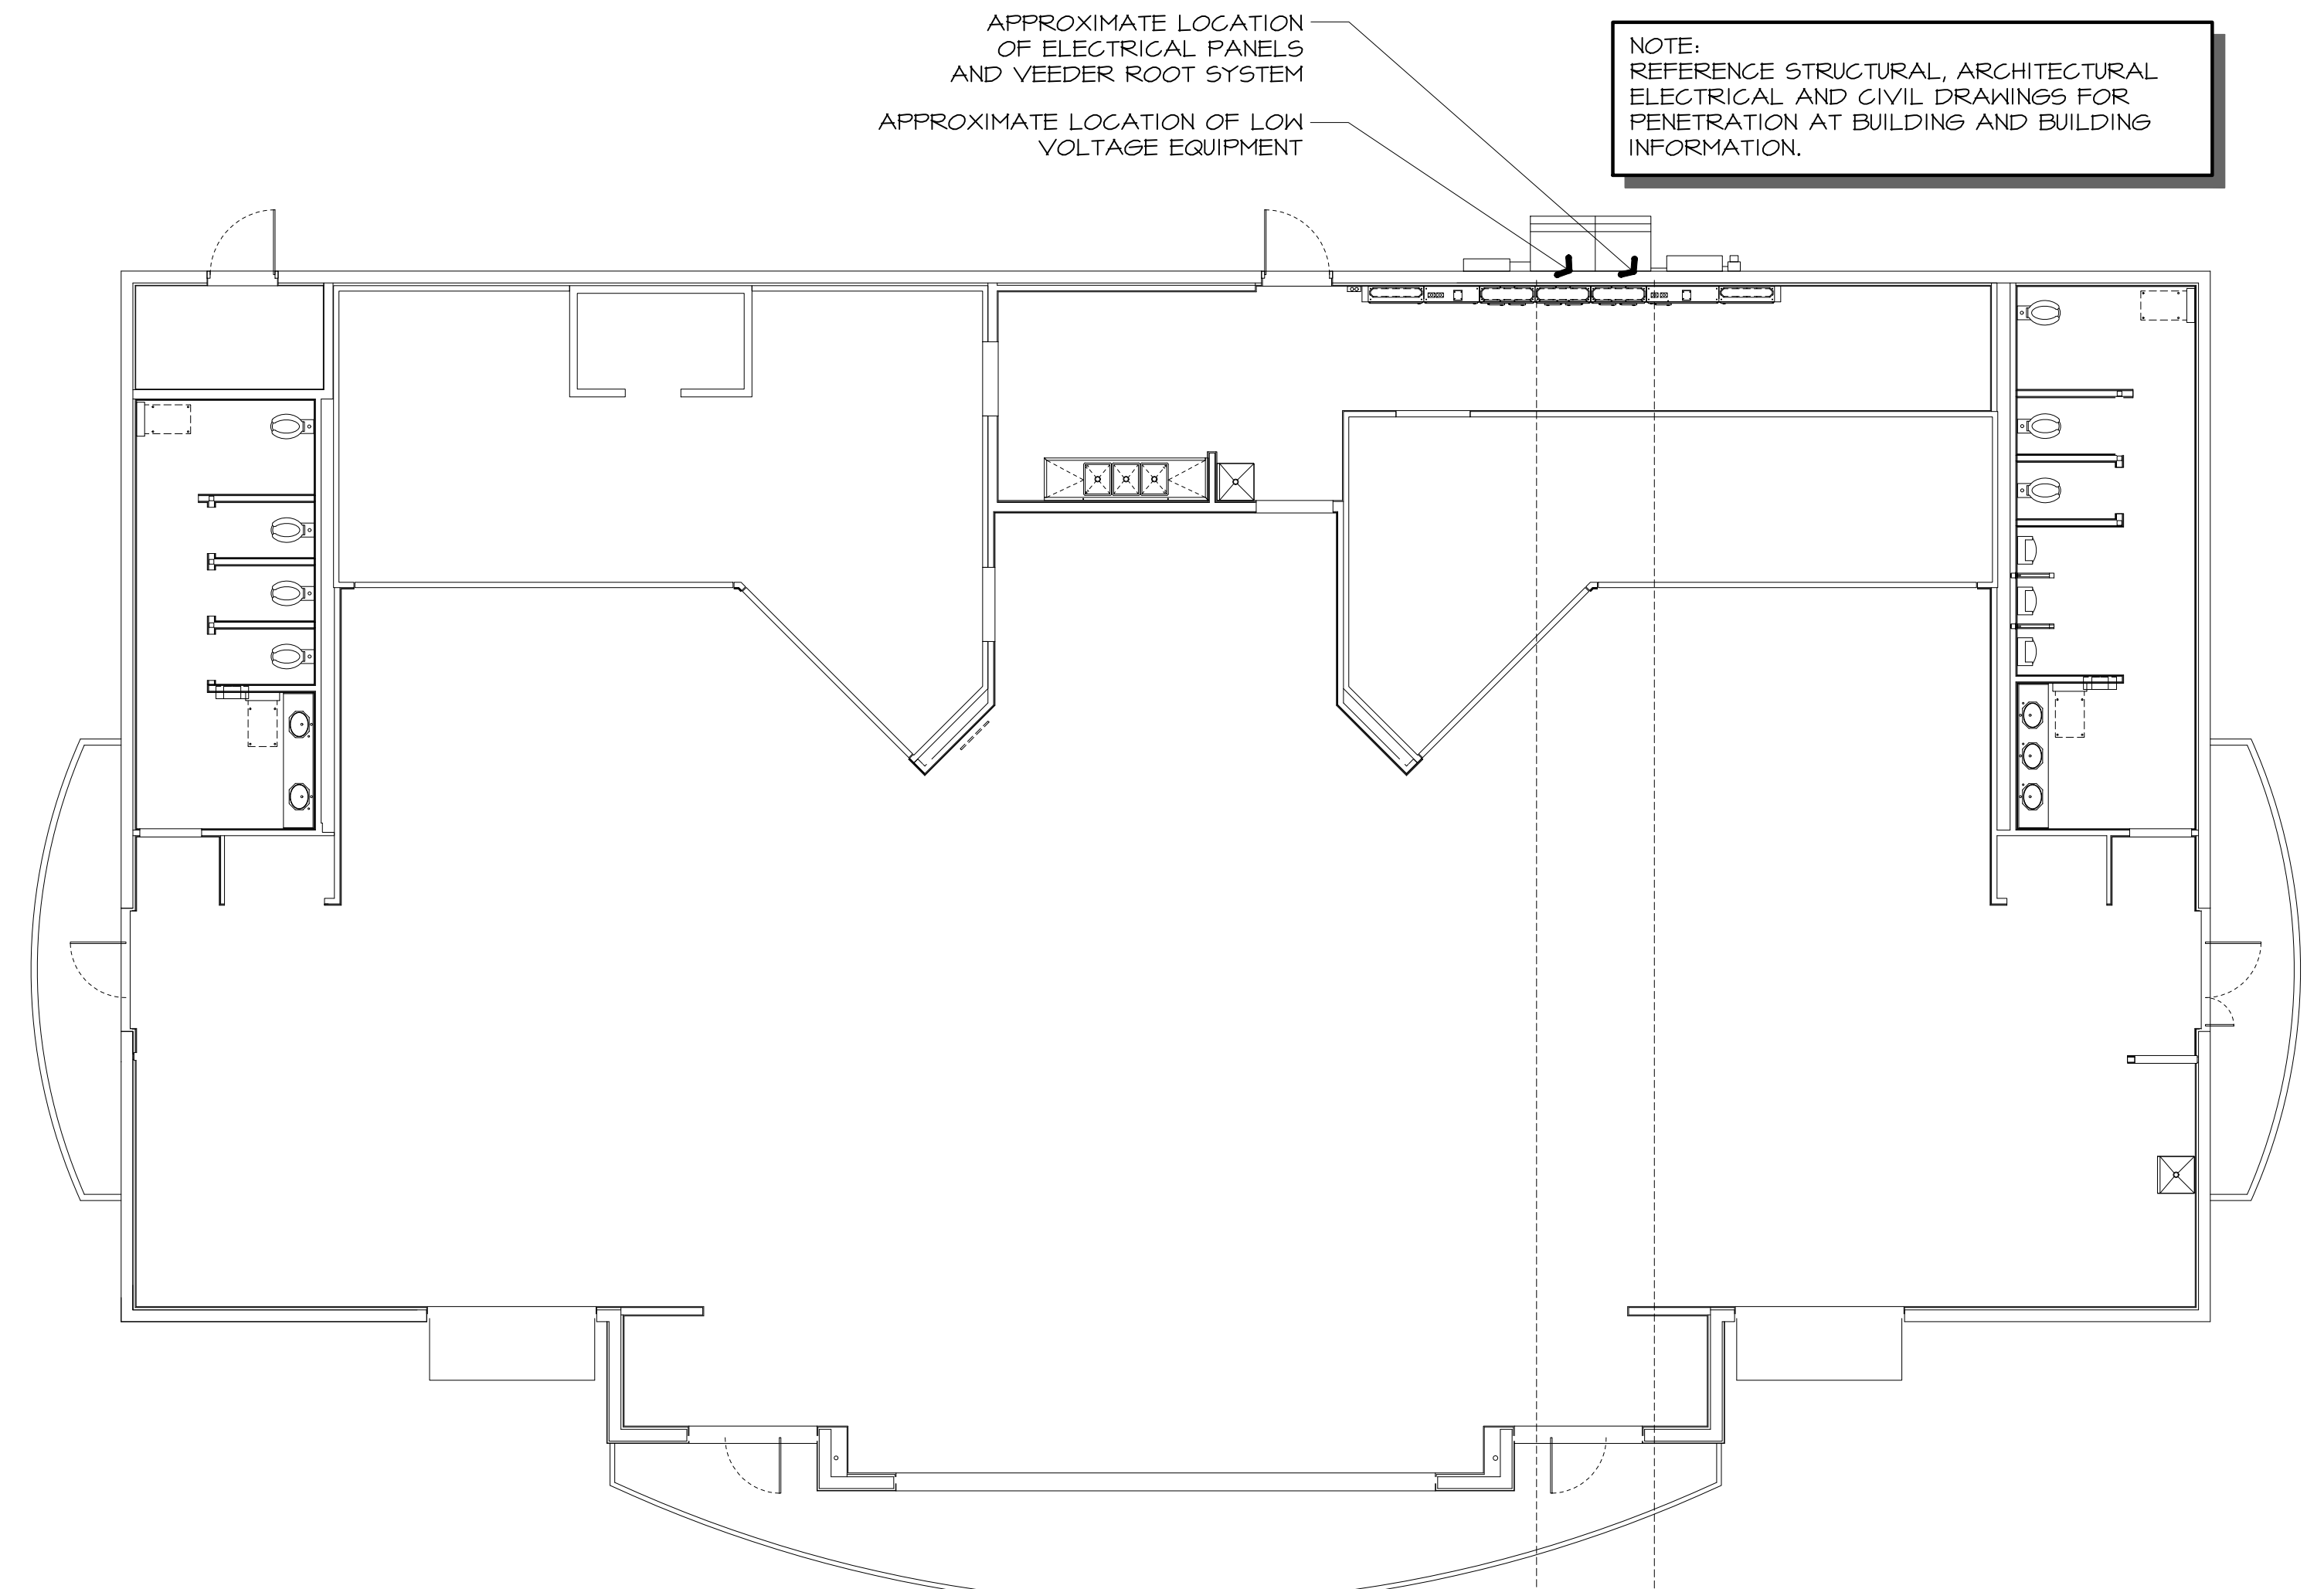 APPROXIMATE LOCATION
OF ELECTRICAL PANELS
AND VEEDER ROOT SYSTEM
APPROXIMATE LOCATION OF LOW
VOLTAGE EQUIPMENT
NOTE:
REFERENCE STRUCTURAL, ARCHITECTURAL
ELECTRICAL AND CIVIL DRAWINGS FOR
PENETRATION AT BUILDING AND BUILDING
INFORMATION.